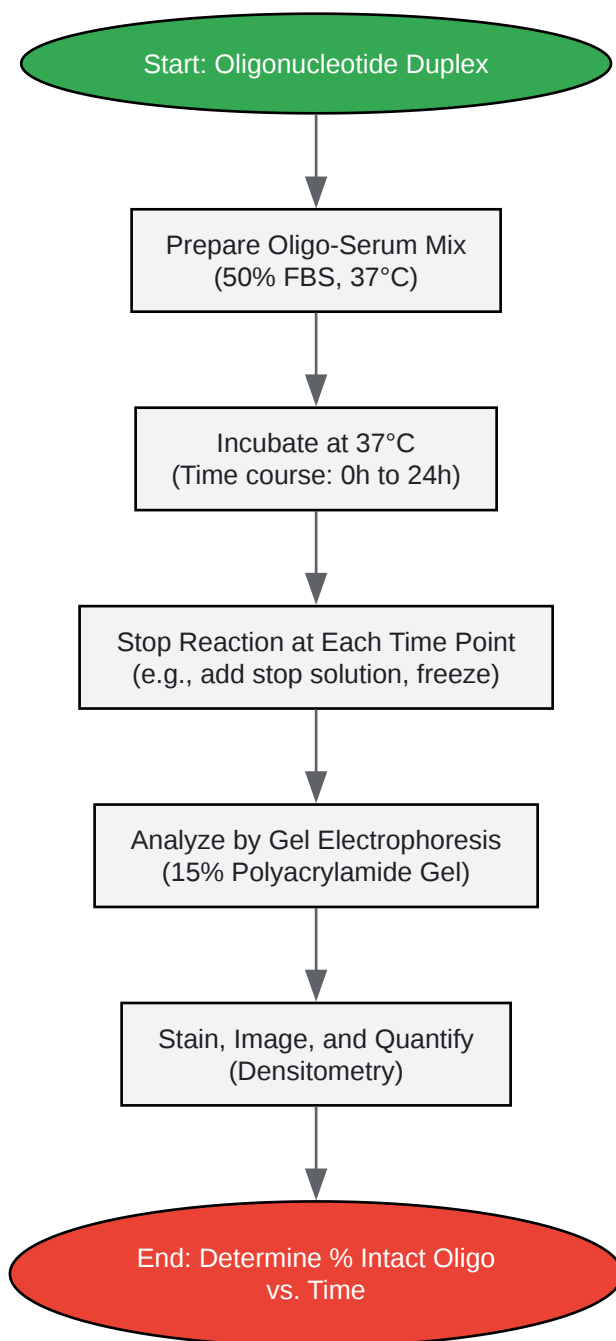 Start: Oligonucleotide Duplex
Prepare Oligo-Serum Mix
(50% FBS, 37°C)
Incubate at 37°C
(Time course: 0h to 24h)
Stop Reaction at Each Time Point
(e.g., add stop solution, freeze)
Analyze by Gel Electrophoresis
(15% Polyacrylamide Gel)
Stain, Image, and Quantify
(Densitometry)
End: Determine % Intact Oligo
vs. Time